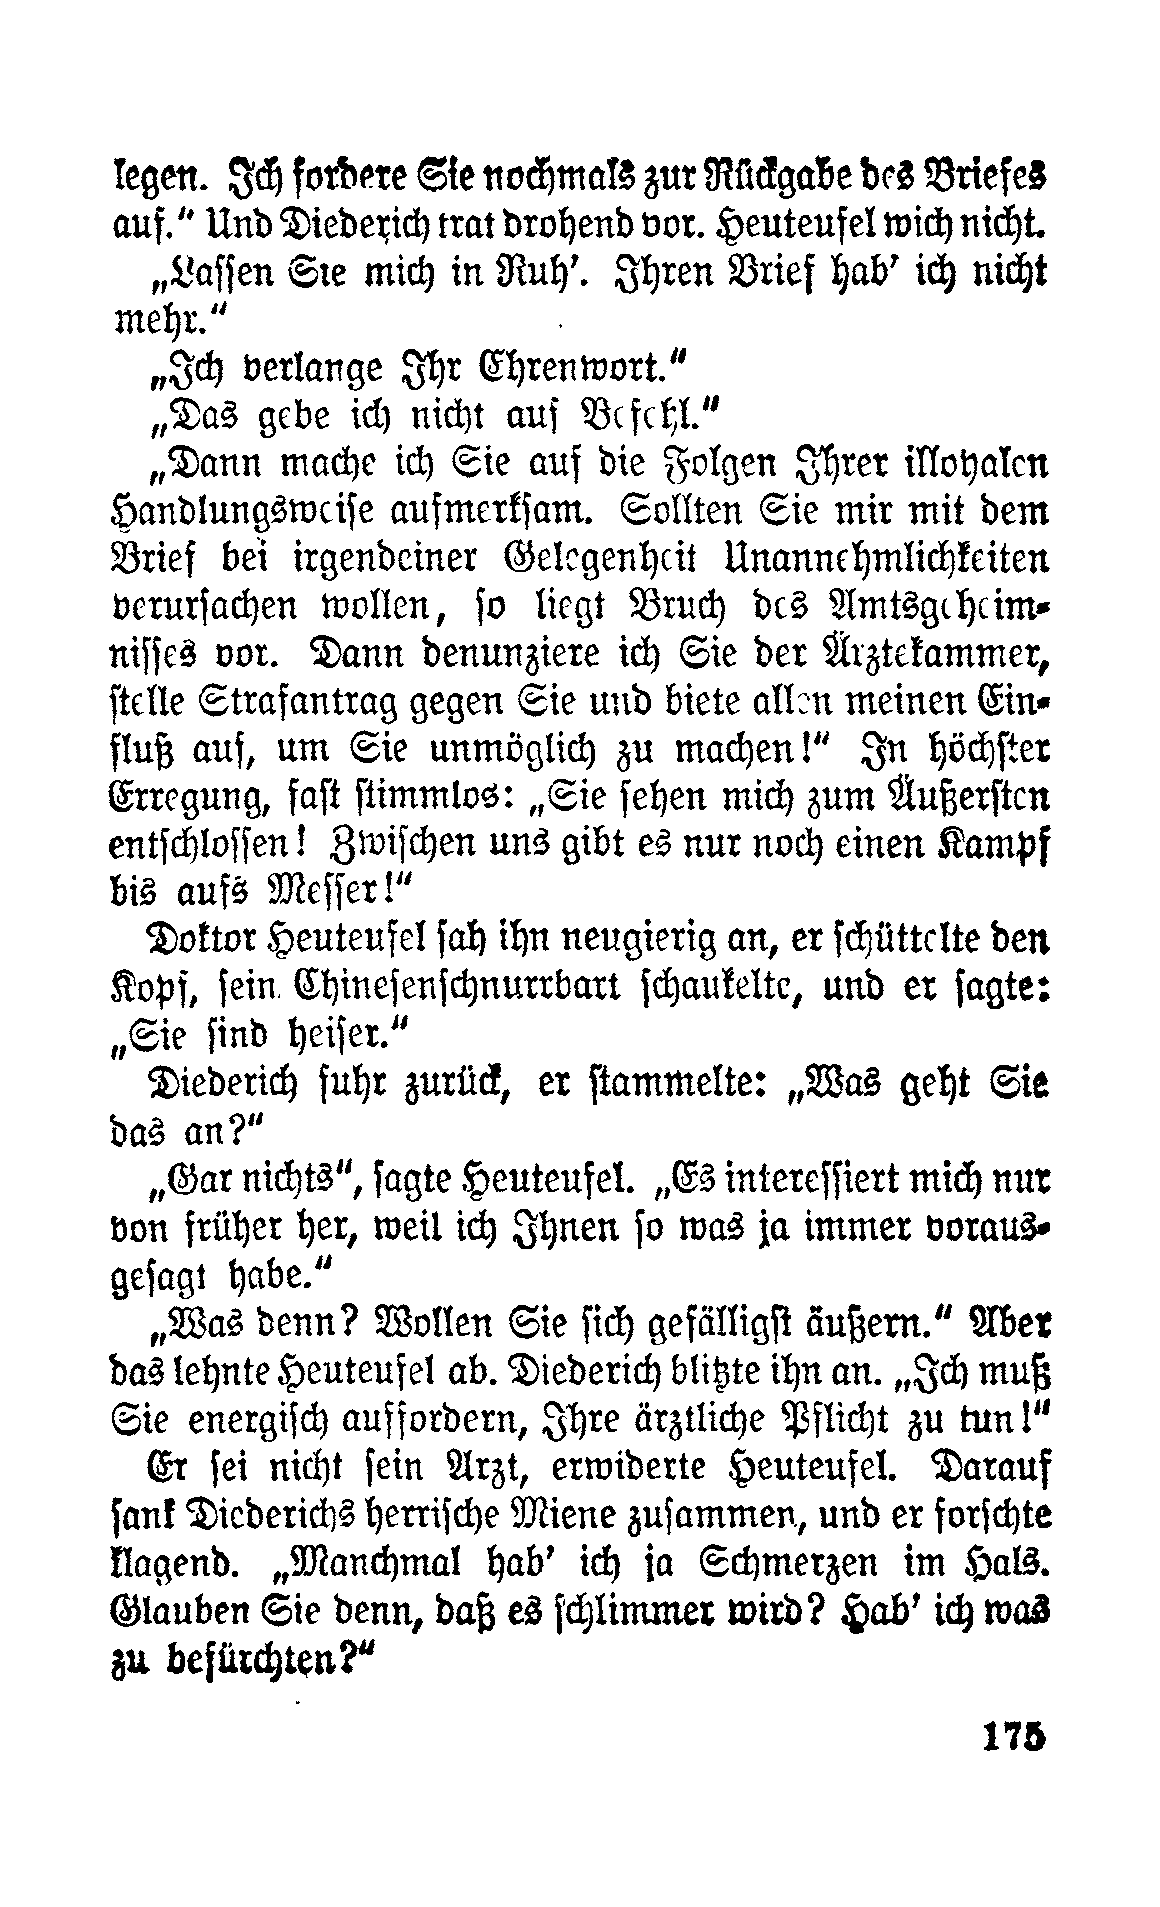 legen. Ich fordere Sie nochmals zur Rückgabe des Briefes
auf.“ Und Diederich trat drohend vor. Heuteufel wich nicht.
„Lassen Sie mich in Ruh’. Ihren Brief hab’ ich nicht
mehr.“
„Ich verlange Ihr Ehrenwort.“
„Das gebe ich nicht auf Befehl.“
„Dann mache ich Sie auf die Folgen Ihrer illoyalen
Handlungsweise aufmerksam. Sollten Sie mir mit dem
Brief bei irgendeiner Gelegenheit Unannehmlichkeiten
verursachen wollen, so liegt Bruch des Amtsgeheim-
nisses vor. Dann denunziere ich Sie der Ärztekammer,
stelle Strafantrag gegen Sie und biete allen meinen Ein-
fluß auf, um Sie unmöglich zu machen!“ In höchster
Erregung, fast stimmlos: „Sie sehen mich zum Äußersten
entschlossen! Zwischen uns gibt es nur noch einen Kampf
bis aufs Messer!“
Doktor Heuteufel sah ihn neugierig an, er schüttelte den
Kopf, sein Chinesenschnurrbart schaukelte, und er sagte:
„Sie sind heiser.“
Diederich fuhr zurück, er stammelte: „Was geht Sie
das an?“
„Gar nichts“, sagte Heuteufel. „Es interessiert mich nur
von früher her, weil ich Ihnen so was ja immer voraus-
gesagt habe.“
„Was denn? Wollen Sie sich gefälligst äußern.“ Aber
das lehnte Heuteufel ab. Diederich blitzte ihn an. „Ich muß
Sie energisch auffordern, Ihre ärztliche Pflicht zu tun!“
Er sei nicht sein Arzt, erwiderte Heuteufel. Darauf
sank Diederichs herrische Miene zusammen, und er forschte
klagend. „Manchmal hab’ ich ja Schmerzen im Hals.
Glauben Sie denn, daß es schlimmer wird? Hab’ ich was
zu befürchten?“
175